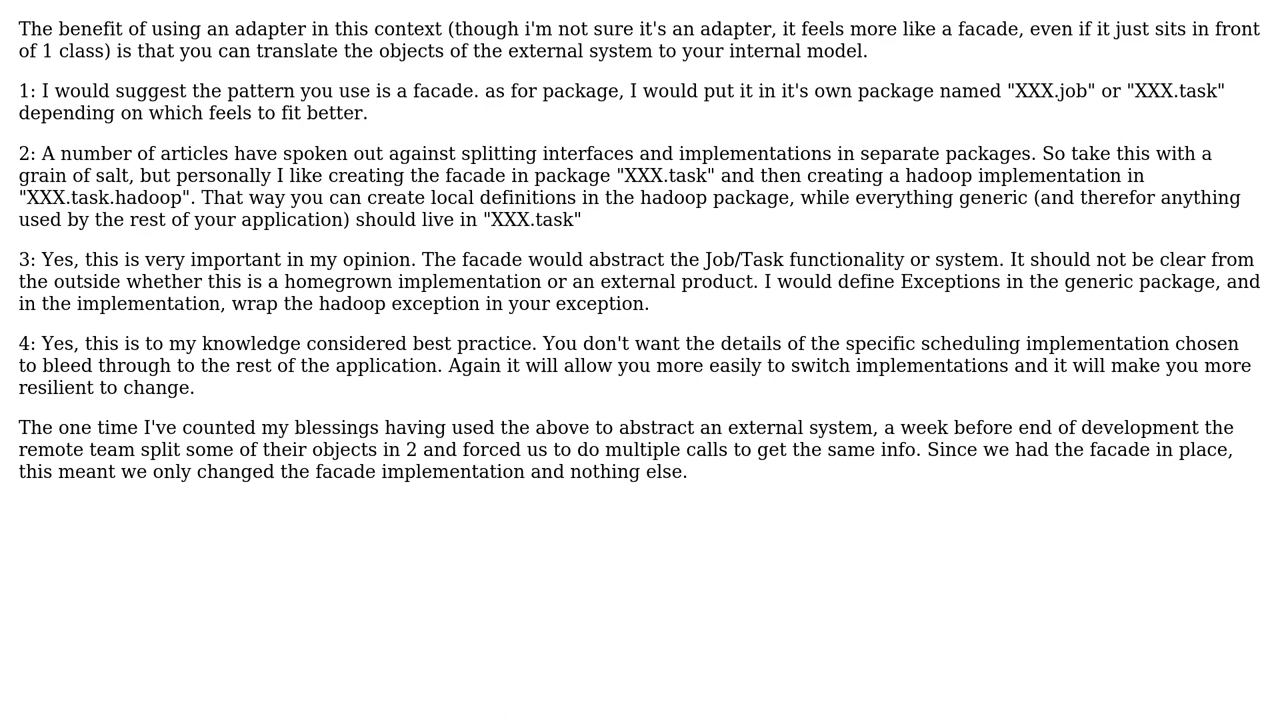 The benefit of using an adapter in this context (though i'm not sure it's an adapter, it feels more like a facade, even if it just sits in front
of 1 class) is that you can translate the objects of the external system to your internal model.
1: I would suggest the pattern you use is a facade. as for package, I would put it in it's own package named "XXX.job" or "XXX.task"
depending on which feels to fit better.
2: A number of articles have spoken out against splitting interfaces and implementations in separate packages. So take this with a
grain of salt, but personally I like creating the facade in package "XXX.task" and then creating a hadoop implementation in
"XXX.task.hadoop". That way you can create local definitions in the hadoop package, while everything generic (and therefor anything
used by the rest of your application) should live in "XXX.task"
3: Yes, this is very important in my opinion. The facade would abstract the Job/Task functionality or system. It should not be clear from
the outside whether this is a homegrown implementation or an external product. I would define Exceptions in the generic package, and
in the implementation, wrap the hadoop exception in your exception.
4: Yes, this is to my knowledge considered best practice. You don't want the details of the specific scheduling implementation chosen
to bleed through to the rest of the application. Again it will allow you more easily to switch implementations and it will make you more
resilient to change.
The one time I've counted my blessings having used the above to abstract an external system, a week before end of development the
remote team split some of their objects in 2 and forced us to do multiple calls to get the same info. Since we had the facade in place,
this meant we only changed the facade implementation and nothing else.